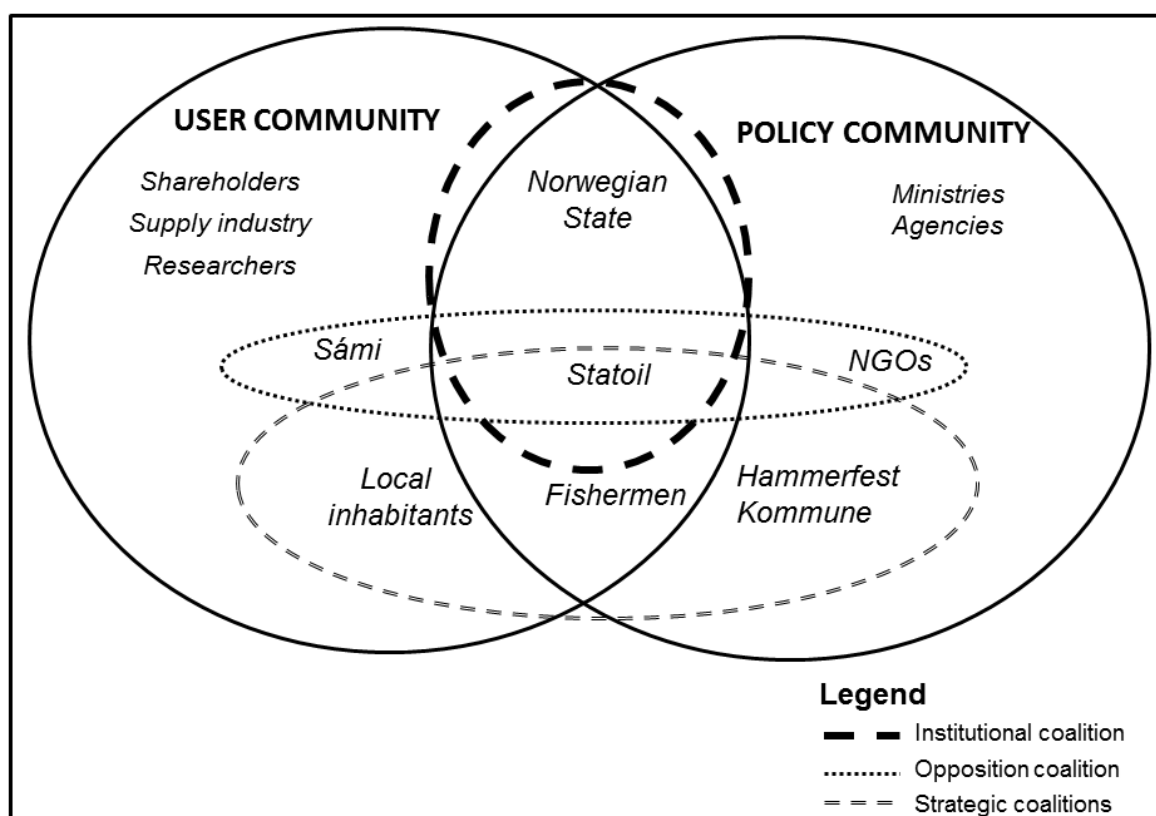 USER COMMUNITY
Shareholders
Supply industry
Researchers
Norwegian
State
POLICY COMMUNITY
Ministries
Agencies
Sámi
Statoil
NGOs
Local
inhabitants
Fishermen
Hammerfest
Kommune
Legend
Institutional coalition
Opposition coalition
Strategic coalitions